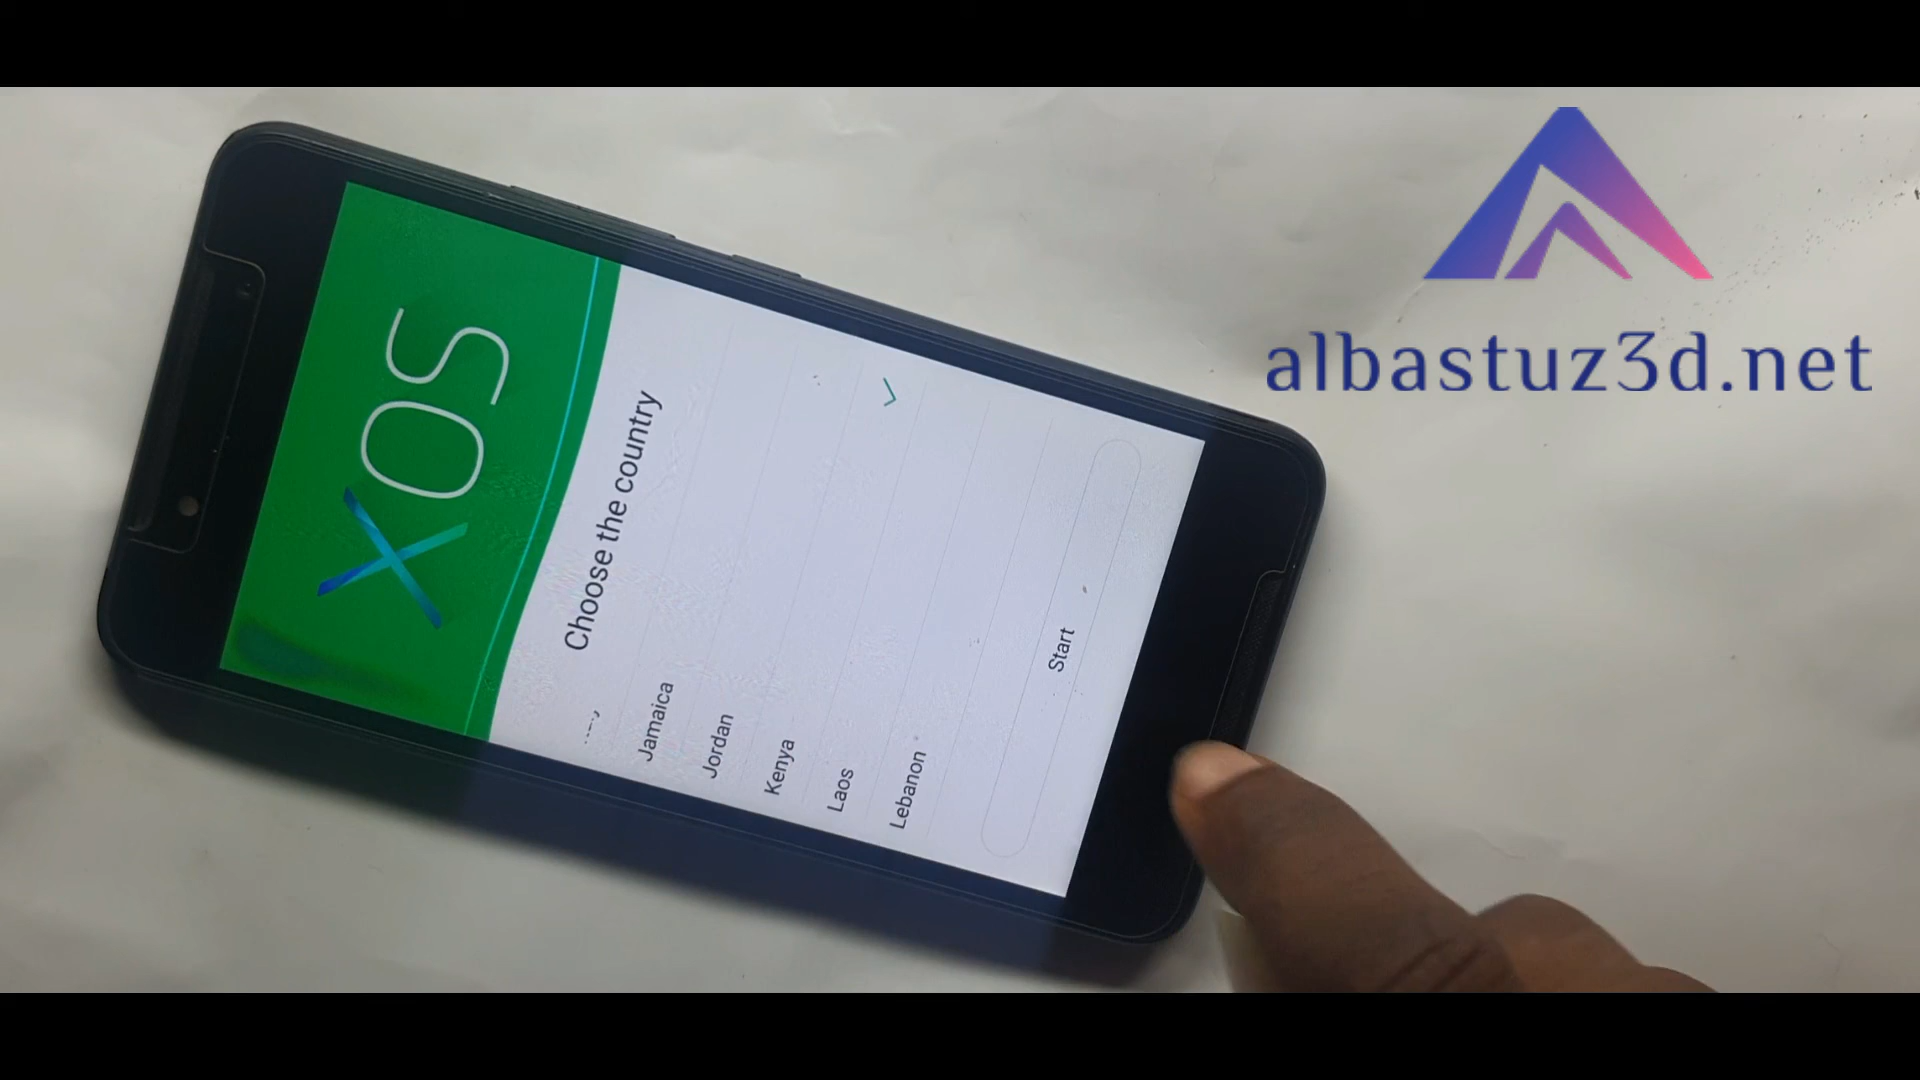 XOS
Choose the country
Jamaica
Jordan
Kenya
Laos
Lebanon
Start
albastuz3d.net